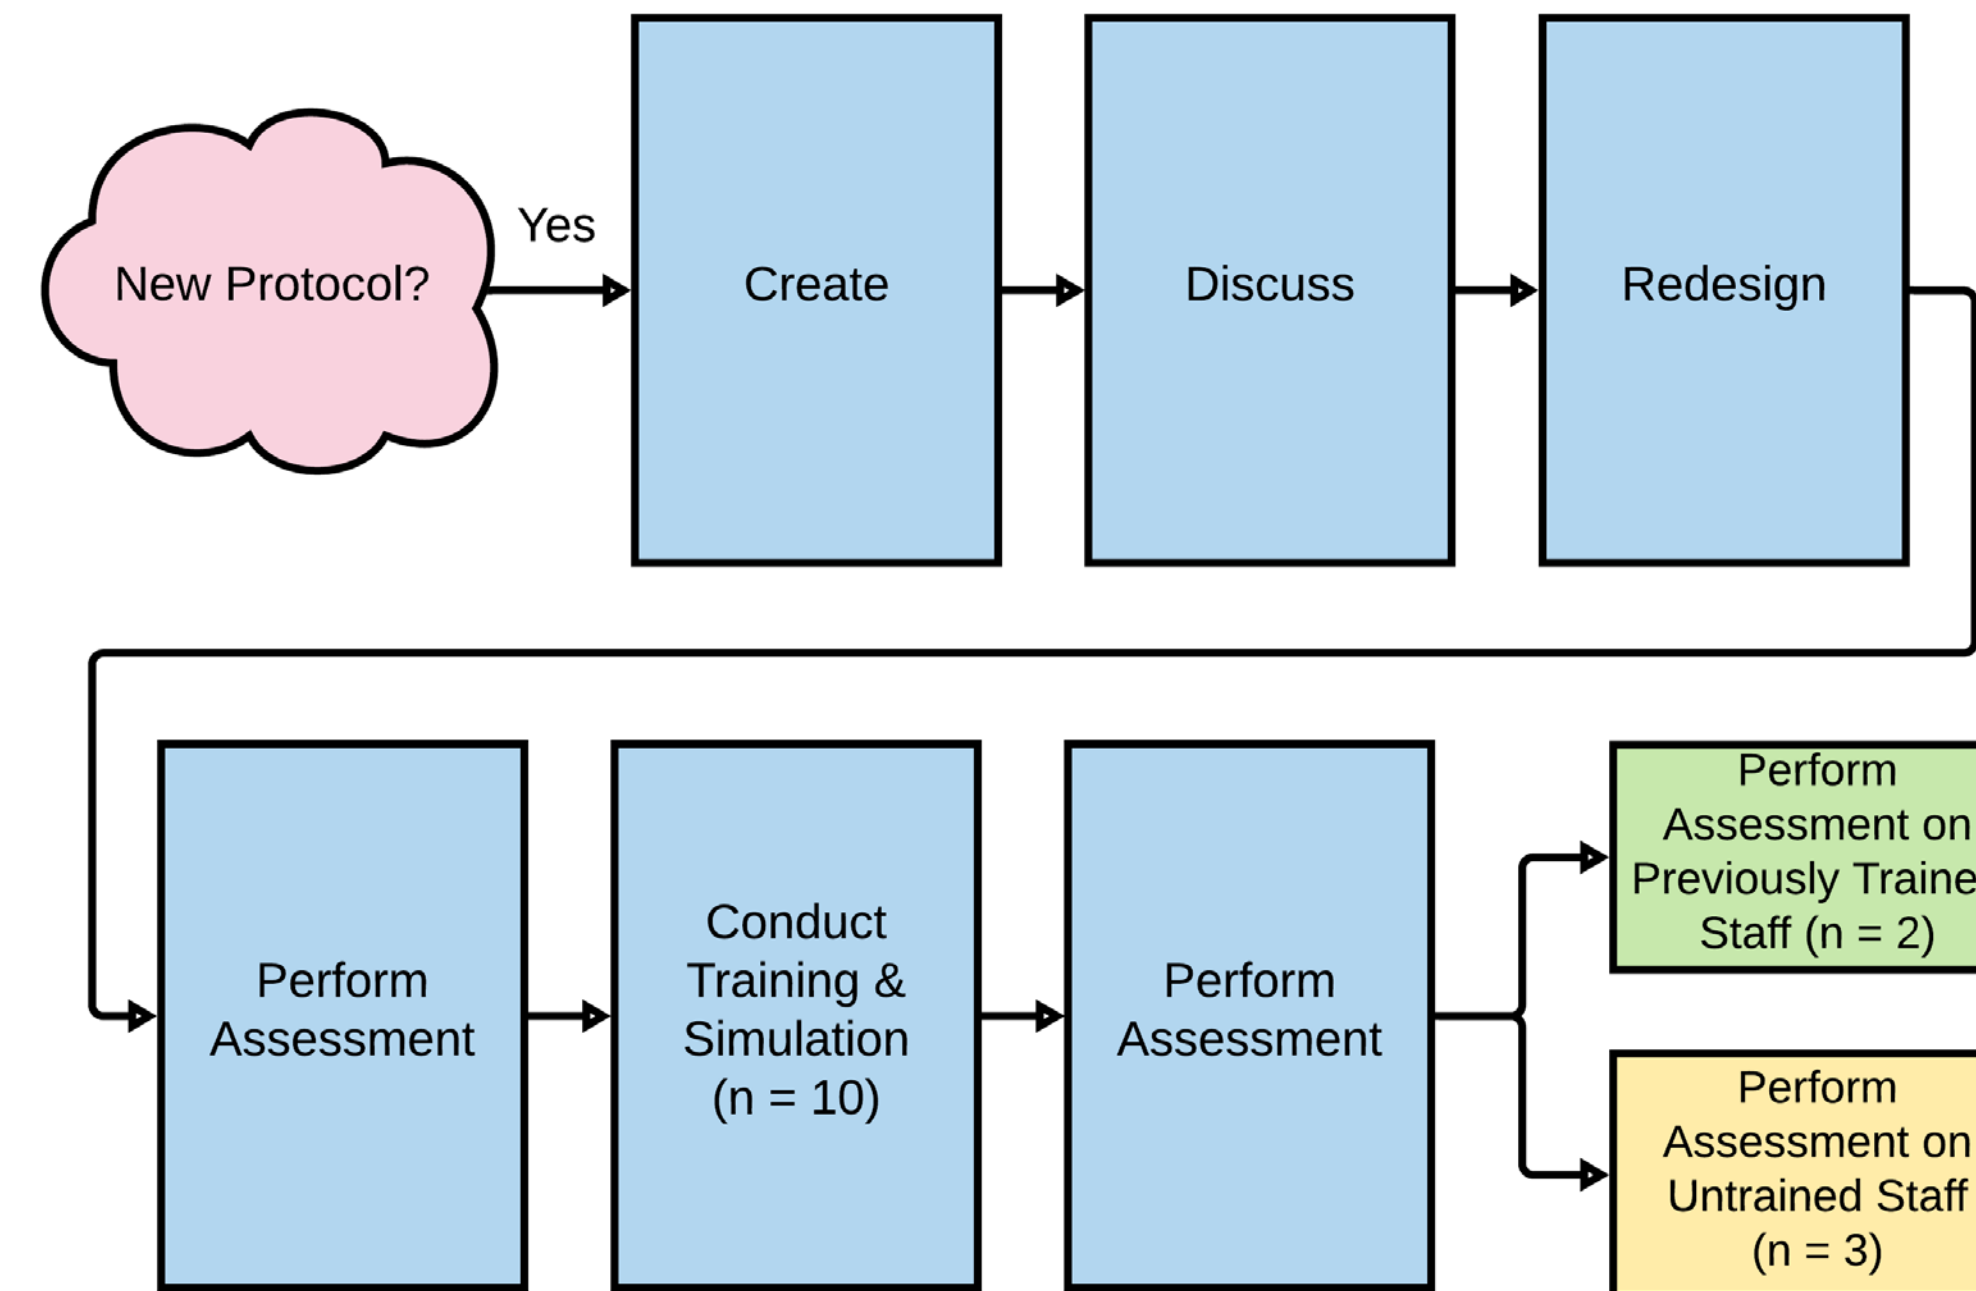 New Protocol?
Yes
Create
Discuss
Redesign
Perform
Assessment
Conduct
Training &
Simulation
(n = 10)
Perform
Assessment
Perform
Assessment on
Previously Traine
Staff (n = 2)
Perform
Assessment on
Untrained Staff
(n = 3)